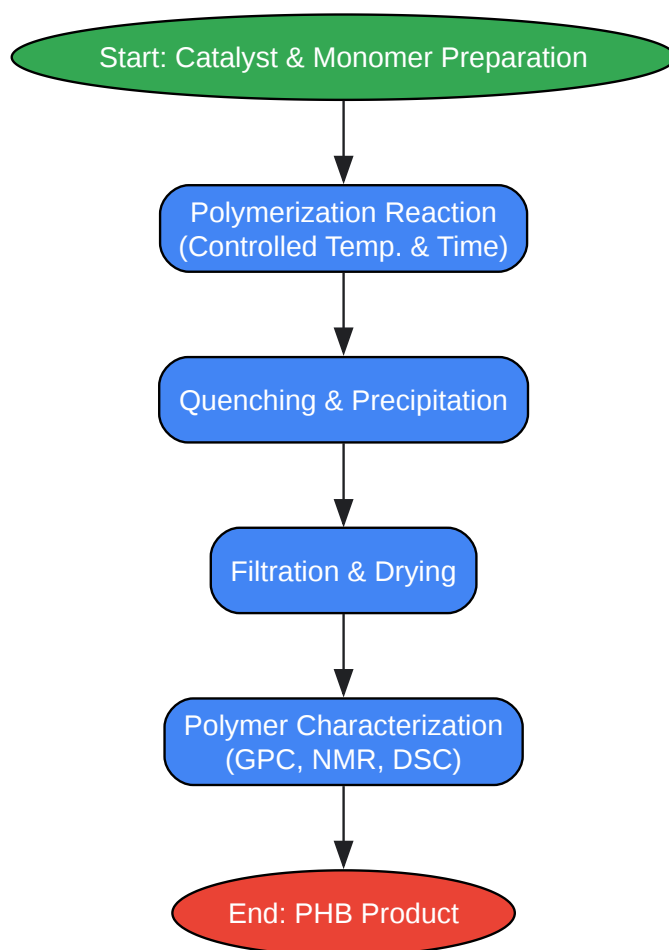 Start: Catalyst & Monomer Preparation
Polymerization Reaction
(Controlled Temp. & Time)
Quenching & Precipitation
Filtration & Drying
Polymer Characterization
(GPC, NMR, DSC)
End: PHB Product